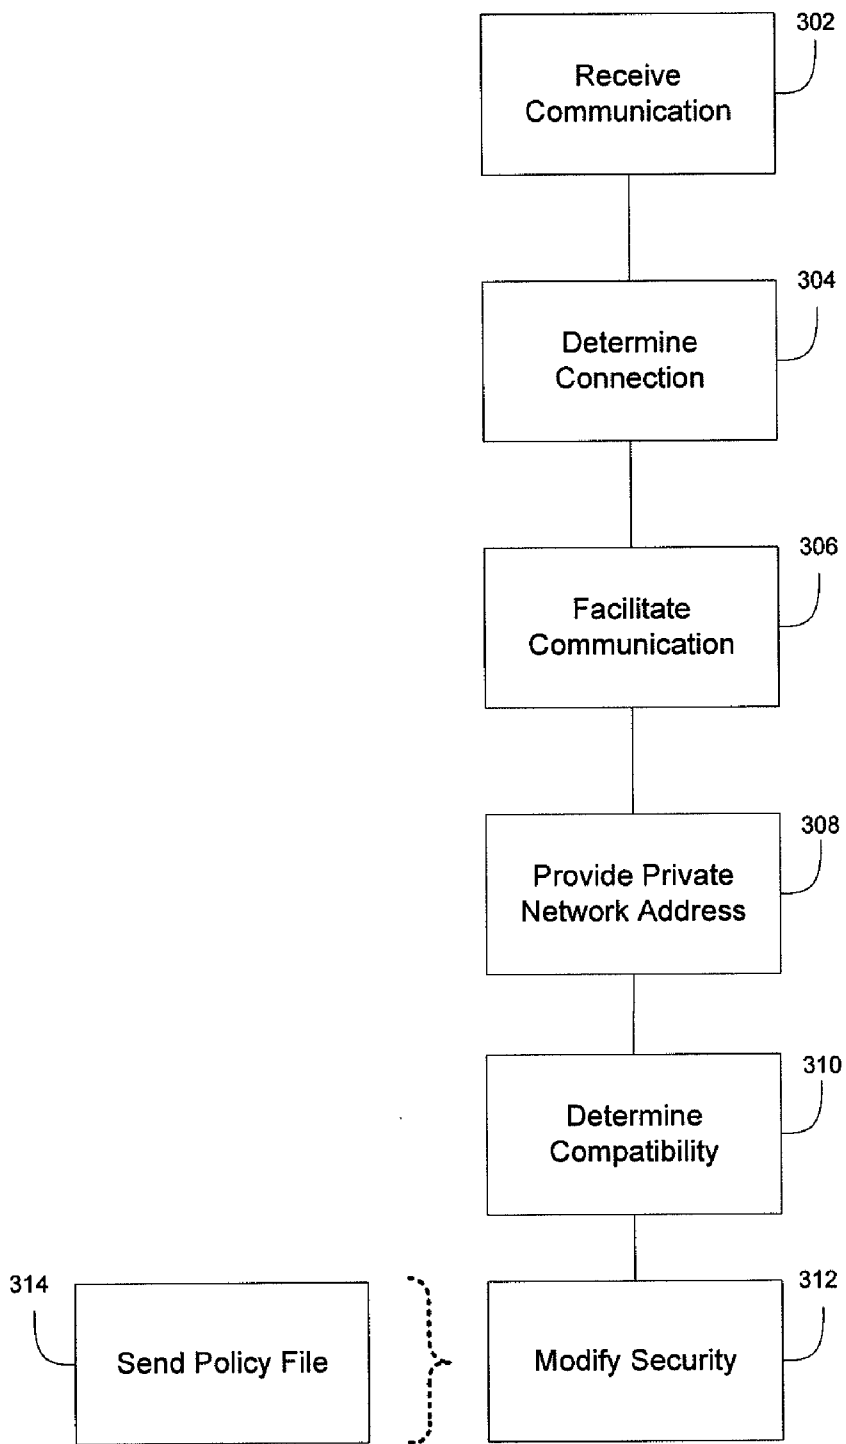 302
Receive
Communication
304
Determine
Connection
306
Facilitate
Communication
308
Provide Private
Network Address
310
Determine
Compatibility
314
Send Policy File
312
Modify Security